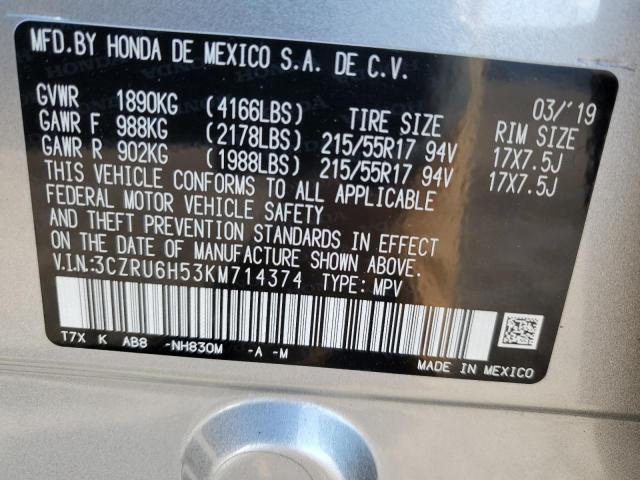 MFD.BY HONDA DE MEXICO S.A. DE C.V.
03/'19
GVWR 1890KG (4166LBS) TIRE SIZE RIM SIZE
GAWR F 988KG (2178LBS) 215/55R17 94V 17X7.5J
GAWR R 902KG (1988LBS) 215/55R17 94V 17X7.5J
THIS VEHICLE CONFORMS TO ALL APPLICABLE
FEDERAL MOTOR VEHICLE SAFETY
AND THEFT PREVENTION STANDARDS IN EFFECT
ON THE DATE OF MANUFACTURE SHOWN ABOVE.
V.I.N:3CZRU6H53KM714374 TYPE: MPV
T7X K AB8 -NH830M -A -M
MADE IN MEXICO